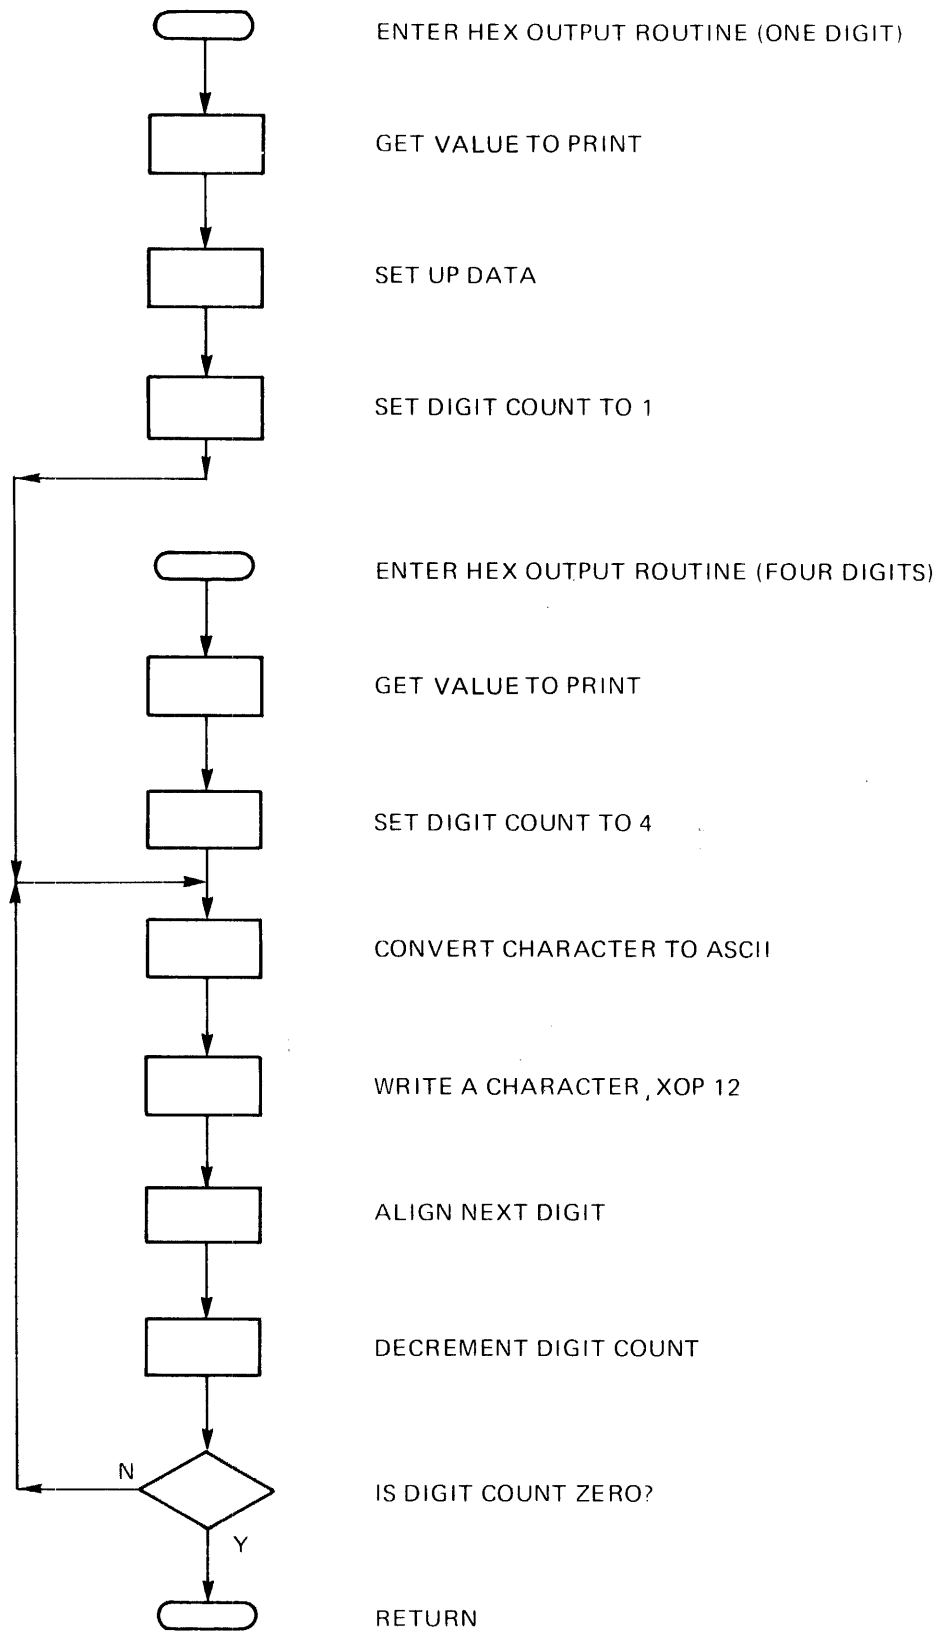 ENTER HEX OUTPUT ROUTINE (ONE DIGIT)
GET VALUE TO PRINT
SET UP DATA
SET DIGIT COUNT TO 1
ENTER HEX OUTPUT ROUTINE (FOUR DIGITS)
GET VALUE TO PRINT
SET DIGIT COUNT TO 4
CONVERT CHARACTER TO ASCII
WRITE A CHARACTER, XOP 12
ALIGN NEXT DIGIT
DECREMENT DIGIT COUNT
N
IS DIGIT COUNT ZERO?
Y
RETURN